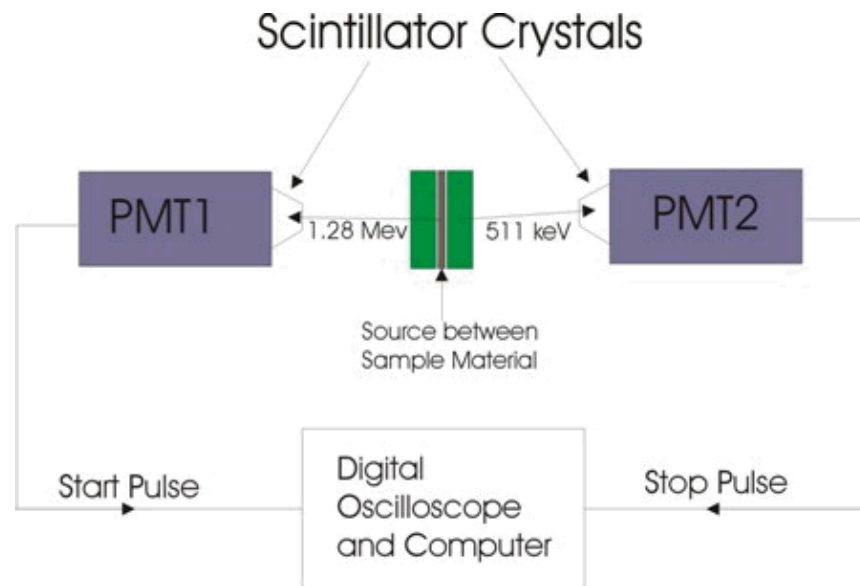 Scintillator Crystals
PMT1
PMT2
1.28 Mev
511 keV
Source between
Sample Material
Start Pulse
Digital
Oscilloscope
and Computer
Stop Pulse